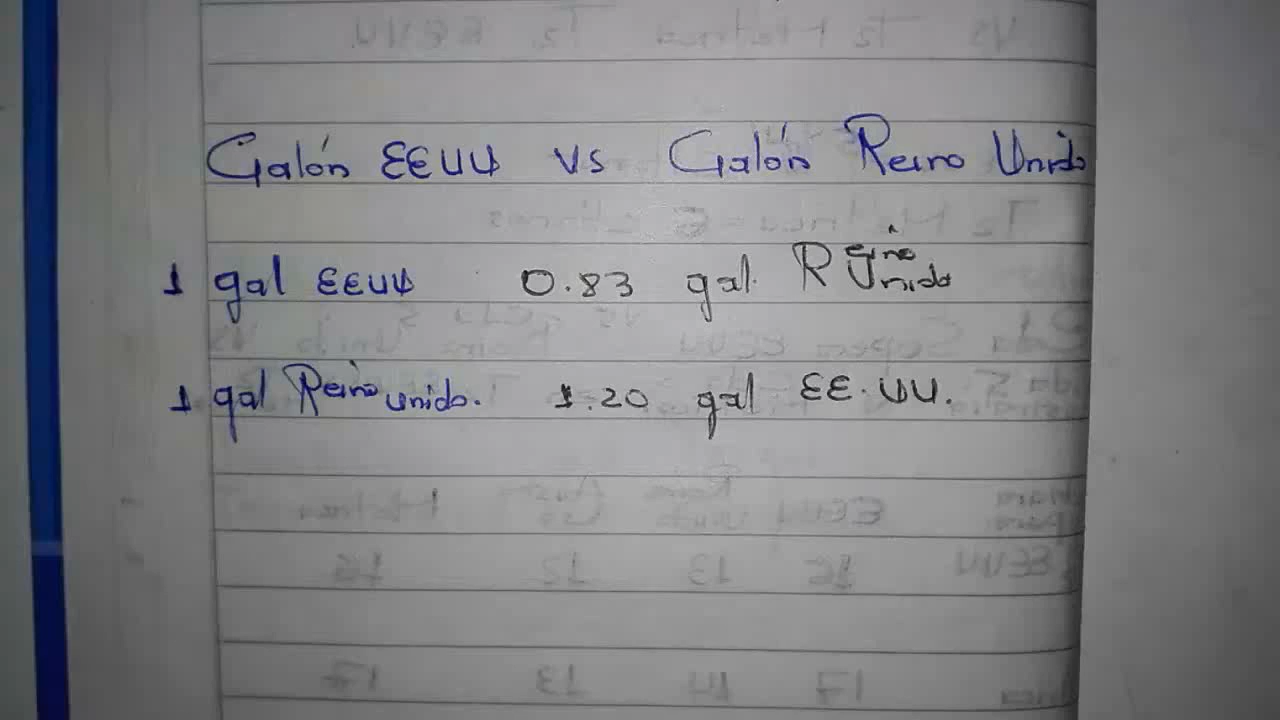 Galón EEUU vs Galón Reino Unido
1 gal EEUU 0.83 gal. Reino Unido
1 gal Reino unido. 1.20 gal EE.UU.